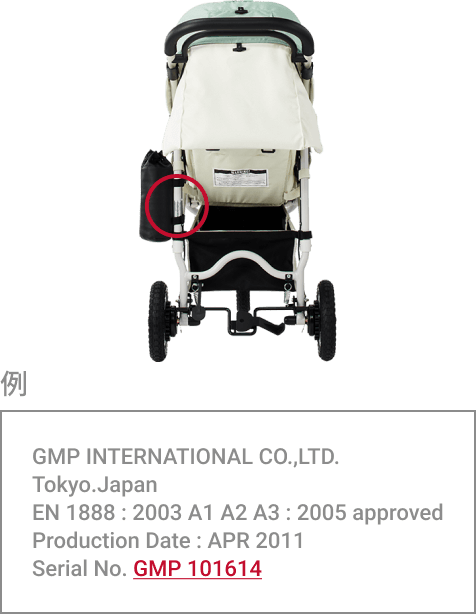 例
GMP INTERNATIONAL CO.,LTD.
Tokyo.Japan
EN 1888 : 2003 A1 A2 A3 : 2005 approved
Production Date : APR 2011
Serial No. GMP 101614